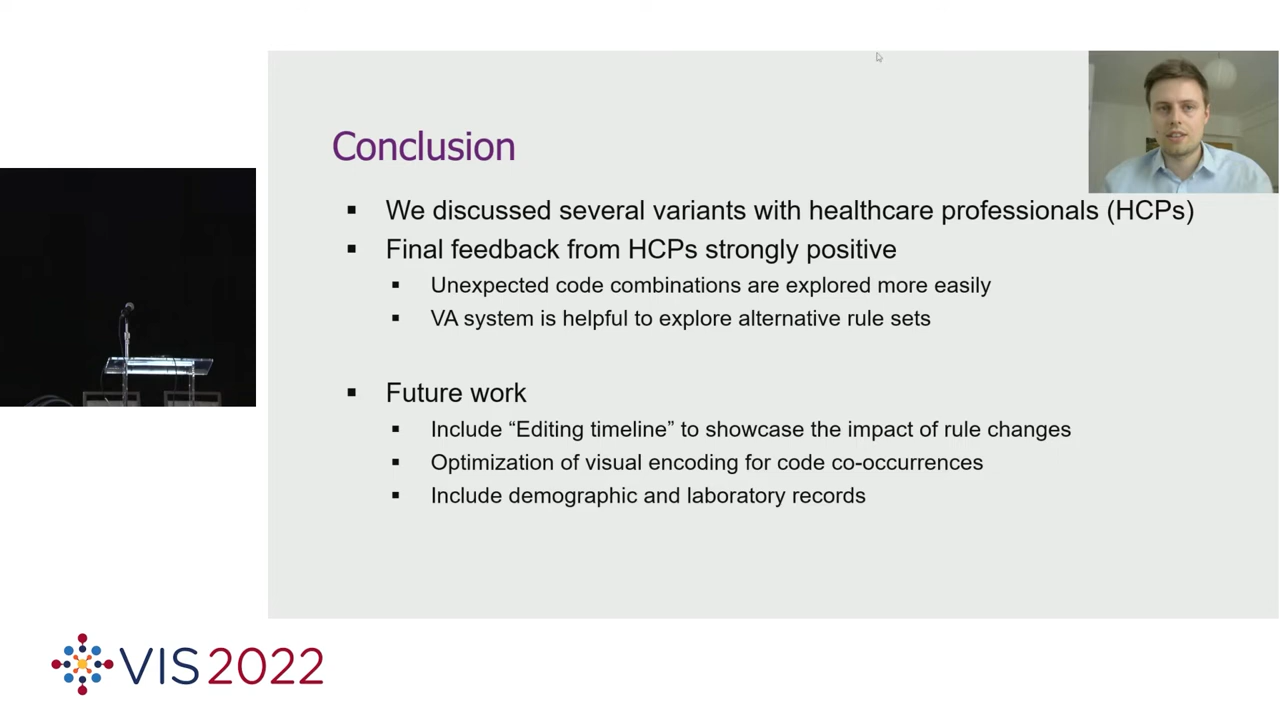 Conclusion
▪ We discussed several variants with healthcare professionals (HCPs)
▪ Final feedback from HCPs strongly positive
▪ Unexpected code combinations are explored more easily
▪ VA system is helpful to explore alternative rule sets
▪ Future work
▪ Include “Editing timeline” to showcase the impact of rule changes
▪ Optimization of visual encoding for code co-occurrences
▪ Include demographic and laboratory records
VIS2022